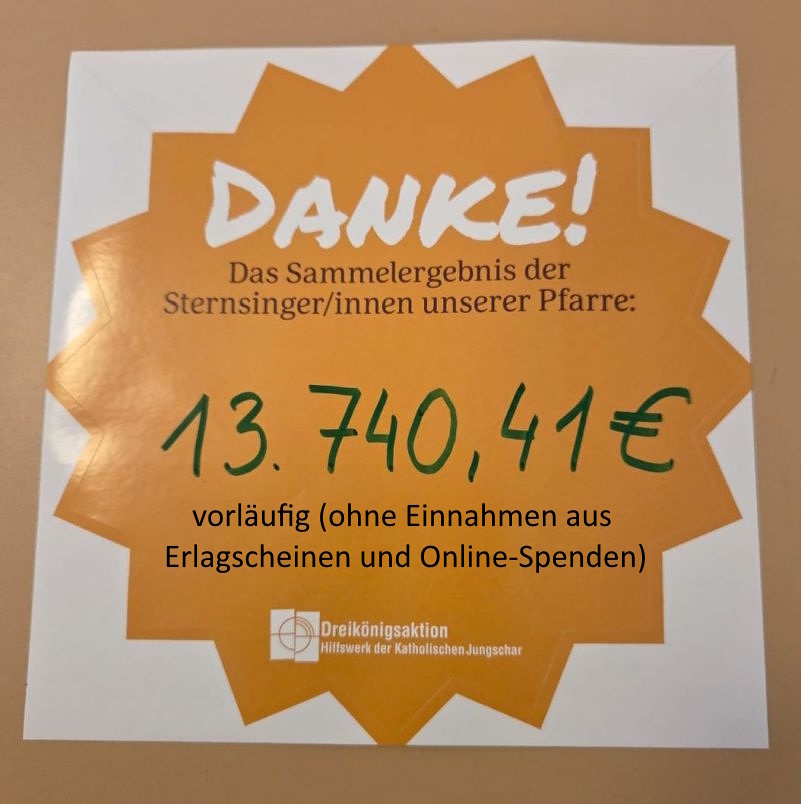 DANKE!
Das Sammelergebnis der
Sternsinger/innen unserer Pfarre:
13.740,41€
vorläufig (ohne Einnahmen aus
Erlagscheinen und Online-Spenden)
Dreikönigsaktion
Hilfswerk der Katholischen Jungschar